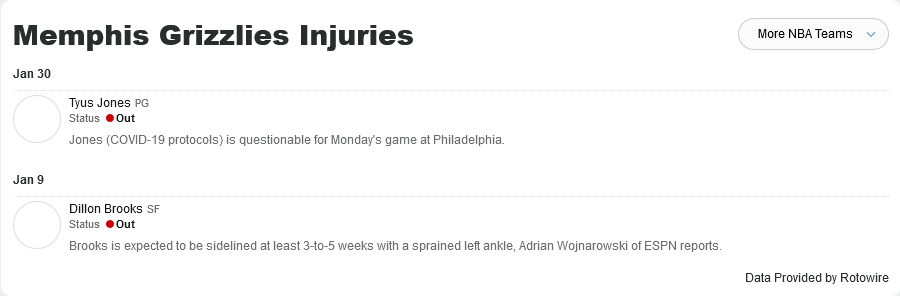 Memphis Grizzlies Injuries
More NBA Teams
Jan 30
Tyus Jones PG
Status Out
Jones (COVID-19 protocols) is questionable for Monday's game at Philadelphia.
Jan 9
Dillon Brooks SF
Status Out
Brooks is expected to be sidelined at least 3-to-5 weeks with a sprained left ankle, Adrian Wojnarowski of ESPN reports.
Data Provided by Rotowire